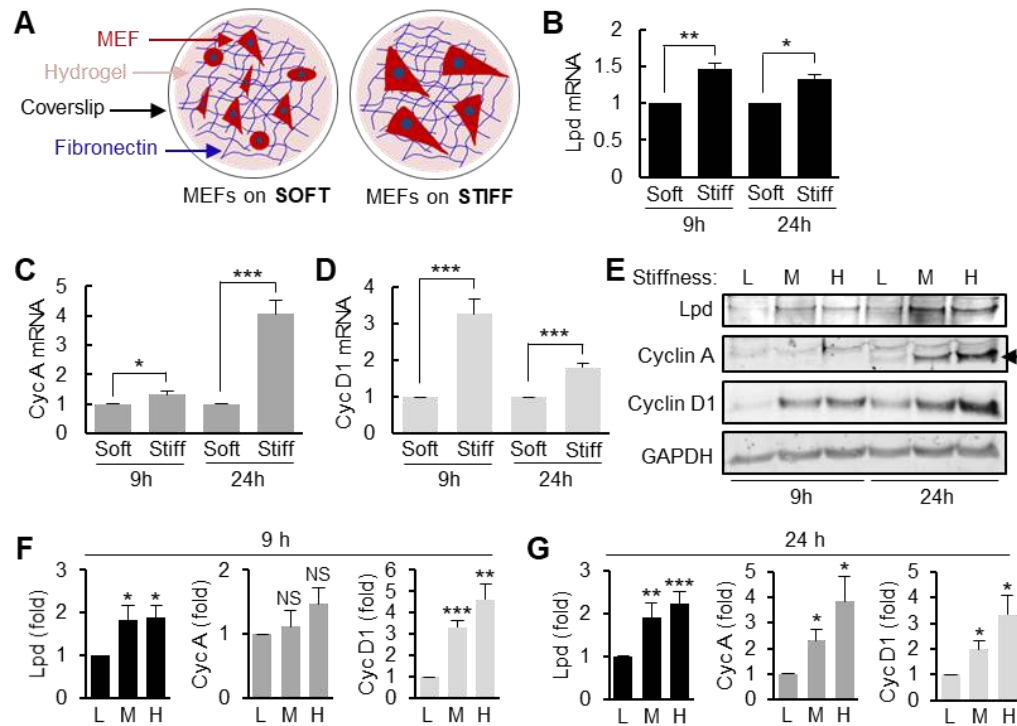 A
MEF
Hydrogel
Coverslip
Fibronectin
MEFs on SOFT
MEFs on STIFF
B
Lpd mRNA
2
1.5
1
0.5
0
**
*
Soft Stiff Soft Stiff
9h 24h
C
Cyc A mRNA
5
4
3
2
1
0
*
***
Soft Stiff Soft Stiff
9h 24h
D
Cyc D1 mRNA
4
3
2
1
0
***
***
Soft Stiff Soft Stiff
9h 24h
E
Stiffness: L M H L M H
Lpd
Cyclin A
Cyclin D1
GAPDH
9h 24h
F
9 h
Lpd (fold)
3
2
1
0
* *
L M H
Cyc A (fold)
2
1
0
NS NS
L M H
Cyc D1 (fold)
6
5
4
3
2
1
0
*** **
L M H
G
24 h
Lpd (fold)
3
2
1
0
** ***
L M H
Cyc A (fold)
5
4
3
2
1
0
* *
L M H
Cyc D1 (fold)
5
4
3
2
1
0
* *
L M H